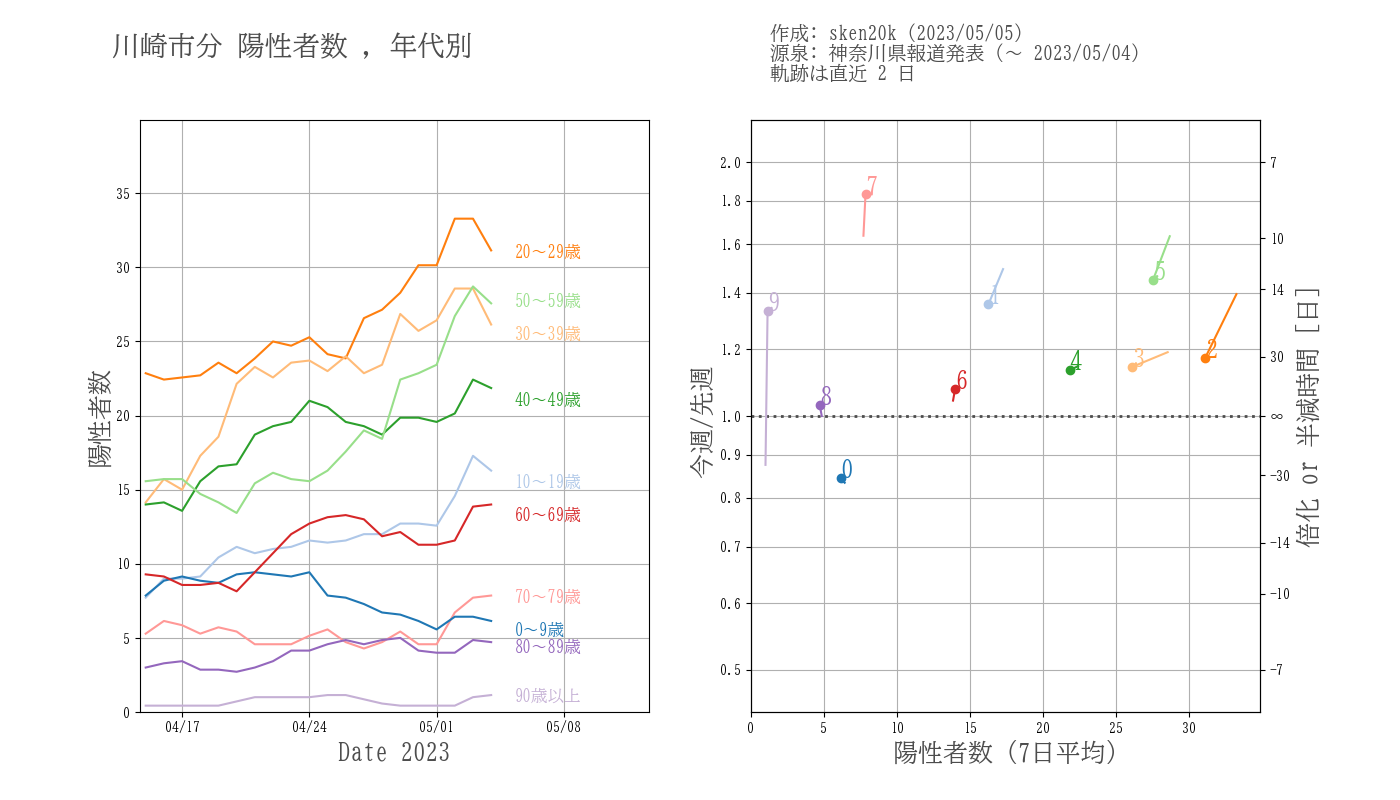 川崎市分 陽性者数 , 年代別
作成: sken20k (2023/05/05)
源泉: 神奈川県報道発表 (～ 2023/05/04)
軌跡は直近 2 日
陽性者数
35
30
25
20
15
10
5
0
20～29歳
50～59歳
30～39歳
40～49歳
10～19歳
60～69歳
70～79歳
0～9歳
80～89歳
90歳以上
04/17 04/24 05/01 05/08
Date 2023
今週/先週
2.0
1.8
1.6
1.4
1.2
1.0
0.9
0.8
0.7
0.6
0.5
7
5
9
1
2
3
4
6
8
0
7
10
14
30
∞
-30
-14
-10
-7
倍化 or 半減時間 [日]
0 5 10 15 20 25 30
陽性者数 (7日平均)